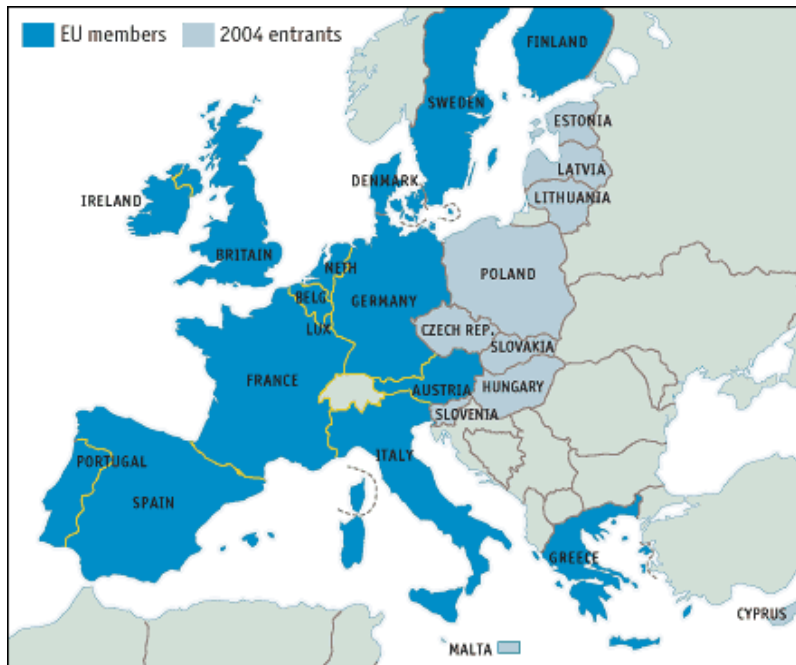 EU members
2004 entrants
FINLAND
SWEDEN
ESTONIA
LATVIA
DENMARK
LITHUANIA
IRELAND
BRITAIN
NETH
POLAND
BELG
GERMANY
LUX
CZECH REP.
SLOVAKIA
FRANCE
AUSTRIA
HUNGARY
SLOVENIA
ITALY
PORTUGAL
SPAIN
GREECE
CYPRUS
MALTA